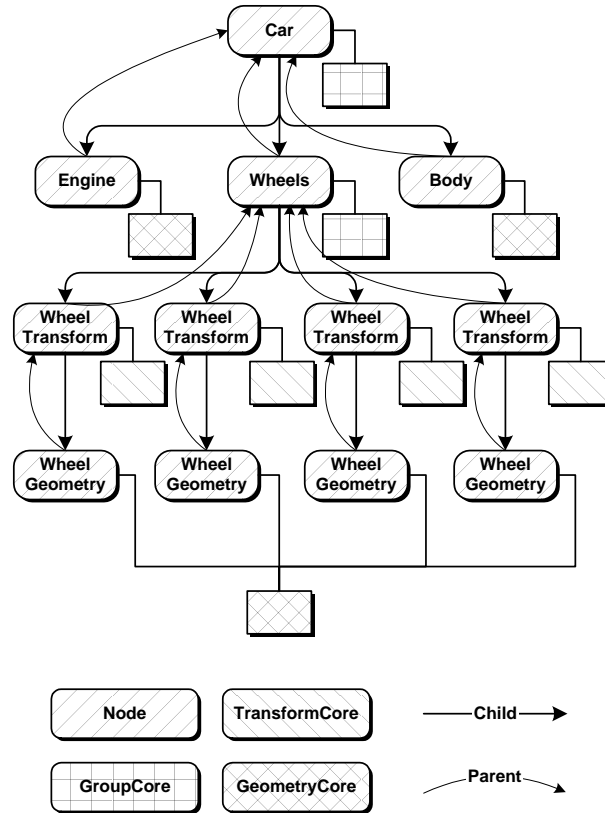 Car
Engine
Wheels
Body
Wheel
Transform
Wheel
Transform
Wheel
Transform
Wheel
Transform
Wheel
Geometry
Wheel
Geometry
Wheel
Geometry
Wheel
Geometry
Node
TransformCore
Child
GroupCore
GeometryCore
Parent